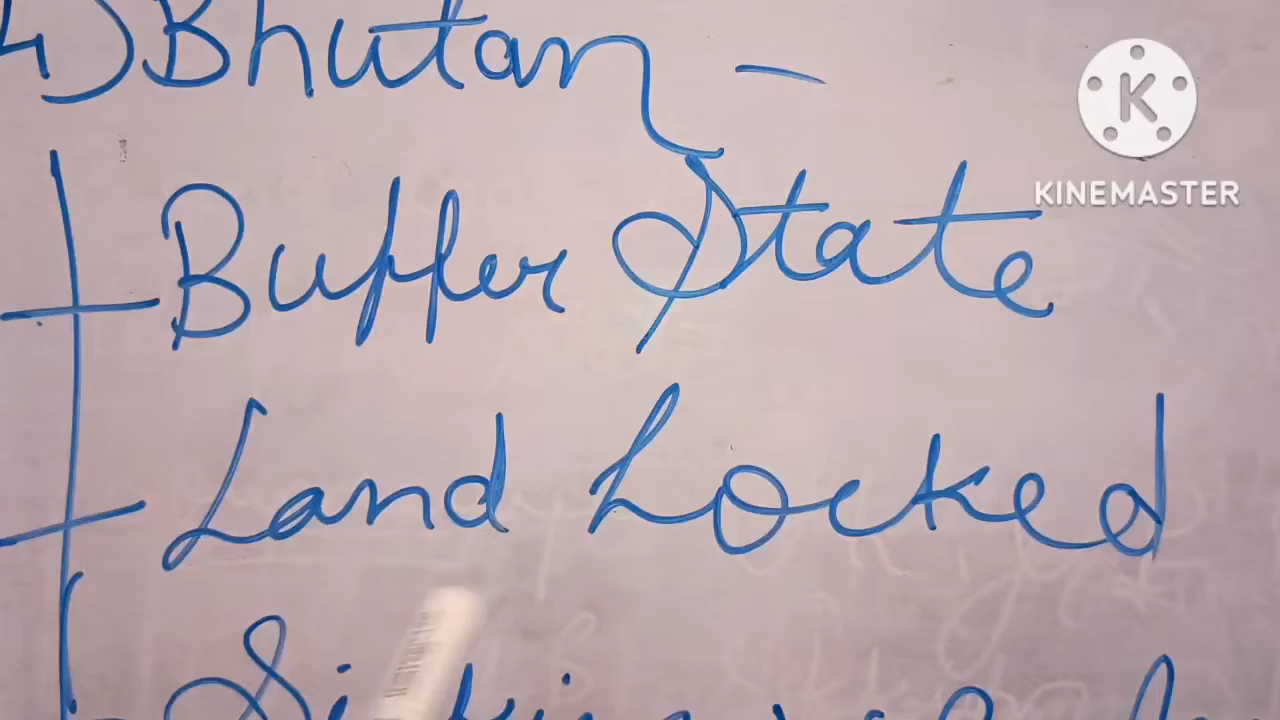 4) Bhutan -
Buffer State
Land Locked
K
KINEMASTER